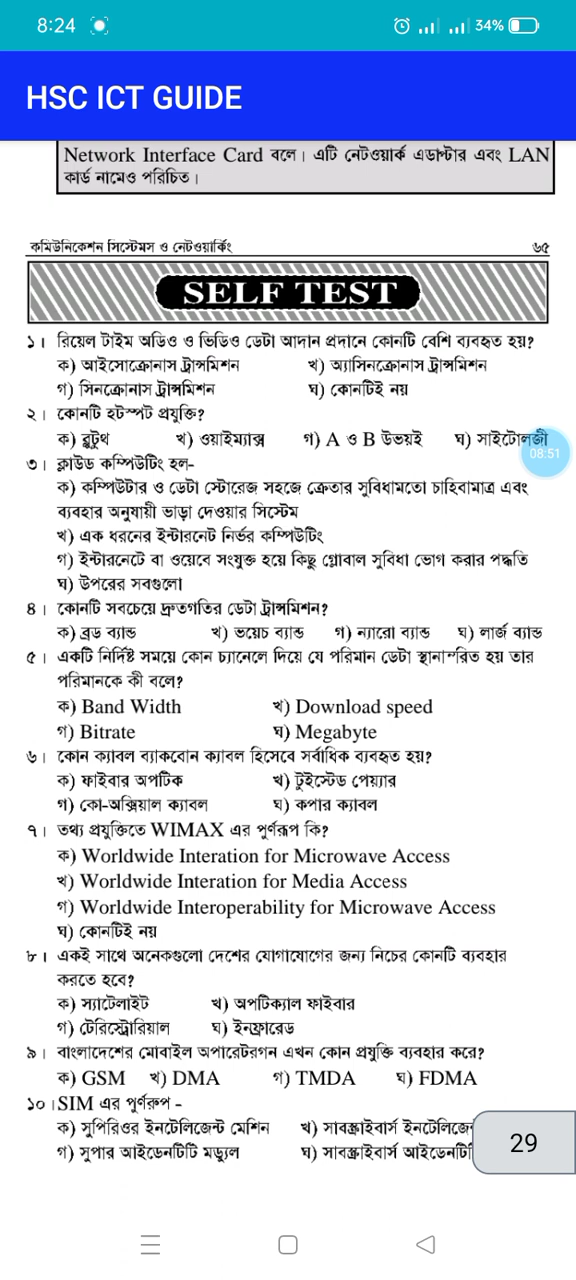 8:24
34%
HSC ICT GUIDE
Network Interface Card বলে। এটি নেটওয়ার্ক এডাপ্টার এবং LAN
কার্ড নামেও পরিচিত।
কমিউনিকেশন সিস্টেমস ও নেটওয়ার্কিং ৬৫
SELF TEST
১। রিয়েল টাইম অডিও ও ভিডিও ডেটা আদান প্রদানে কোনটি বেশি ব্যবহৃত হয়?
ক) আইসোক্রোনাস ট্রান্সমিশন খ) অ্যাসিনক্রোনাস ট্রান্সমিশন
গ) সিনক্রোনাস ট্রান্সমিশন ঘ) কোনটিই নয়
২। কোনটি হটস্পট প্রযুক্তি?
ক) ব্লুটুথ খ) ওয়াইম্যাক্স গ) A ও B উভয়ই ঘ) সাইটোলজী
08:51
৩। ক্লাউড কম্পিউটিং হল-
ক) কম্পিউটার ও ডেটা স্টোরেজ সহজে ক্রেতার সুবিধামতো চাহিবামাত্র এবং
ব্যবহার অনুযায়ী ভাড়া দেওয়ার সিস্টেম
খ) এক ধরনের ইন্টারনেট নির্ভর কম্পিউটিং
গ) ইন্টারনেটে বা ওয়েবে সংযুক্ত হয়ে কিছু গ্লোবাল সুবিধা ভোগ করার পদ্ধতি
ঘ) উপরের সবগুলো
৪। কোনটি সবচেয়ে দ্রুতগতির ডেটা ট্রান্সমিশন?
ক) ব্রড ব্যান্ড খ) ভয়েচ ব্যান্ড গ) ন্যারো ব্যান্ড ঘ) লার্জ ব্যান্ড
৫। একটি নির্দিষ্ট সময়ে কোন চ্যানেলে দিয়ে যে পরিমান ডেটা স্থানান্তরিত হয় তার
পরিমানকে কী বলে?
ক) Band Width খ) Download speed
গ) Bitrate ঘ) Megabyte
৬। কোন ক্যাবল ব্যাকবোন ক্যাবল হিসেবে সর্বাধিক ব্যবহৃত হয়?
ক) ফাইবার অপটিক খ) টুইস্টেড পেয়্যার
গ) কো-অক্সিয়াল ক্যাবল ঘ) কপার ক্যাবল
৭। তথ্য প্রযুক্তিতে WIMAX এর পুর্ণরূপ কি?
ক) Worldwide Interation for Microwave Access
খ) Worldwide Interation for Media Access
গ) Worldwide Interoperability for Microwave Access
ঘ) কোনটিই নয়
৮। একই সাথে অনেকগুলো দেশের যোগাযোগের জন্য নিচের কোনটি ব্যবহার
করতে হবে?
ক) স্যাটেলাইট খ) অপটিক্যাল ফাইবার
গ) টেরিস্ট্রোরিয়াল ঘ) ইনফ্রারেড
৯। বাংলাদেশের মোবাইল অপারেটরগন এখন কোন প্রযুক্তি ব্যবহার করে?
ক) GSM খ) DMA গ) TMDA ঘ) FDMA
১০। SIM এর পুর্ণরুপ -
ক) সুপিরিওর ইনটেলিজেন্ট মেশিন খ) সাবস্ক্রাইবার্স
গ) সুপার আইডেনটিটি মড্যুল ঘ) সাবস্ক্রাইবার্স
29